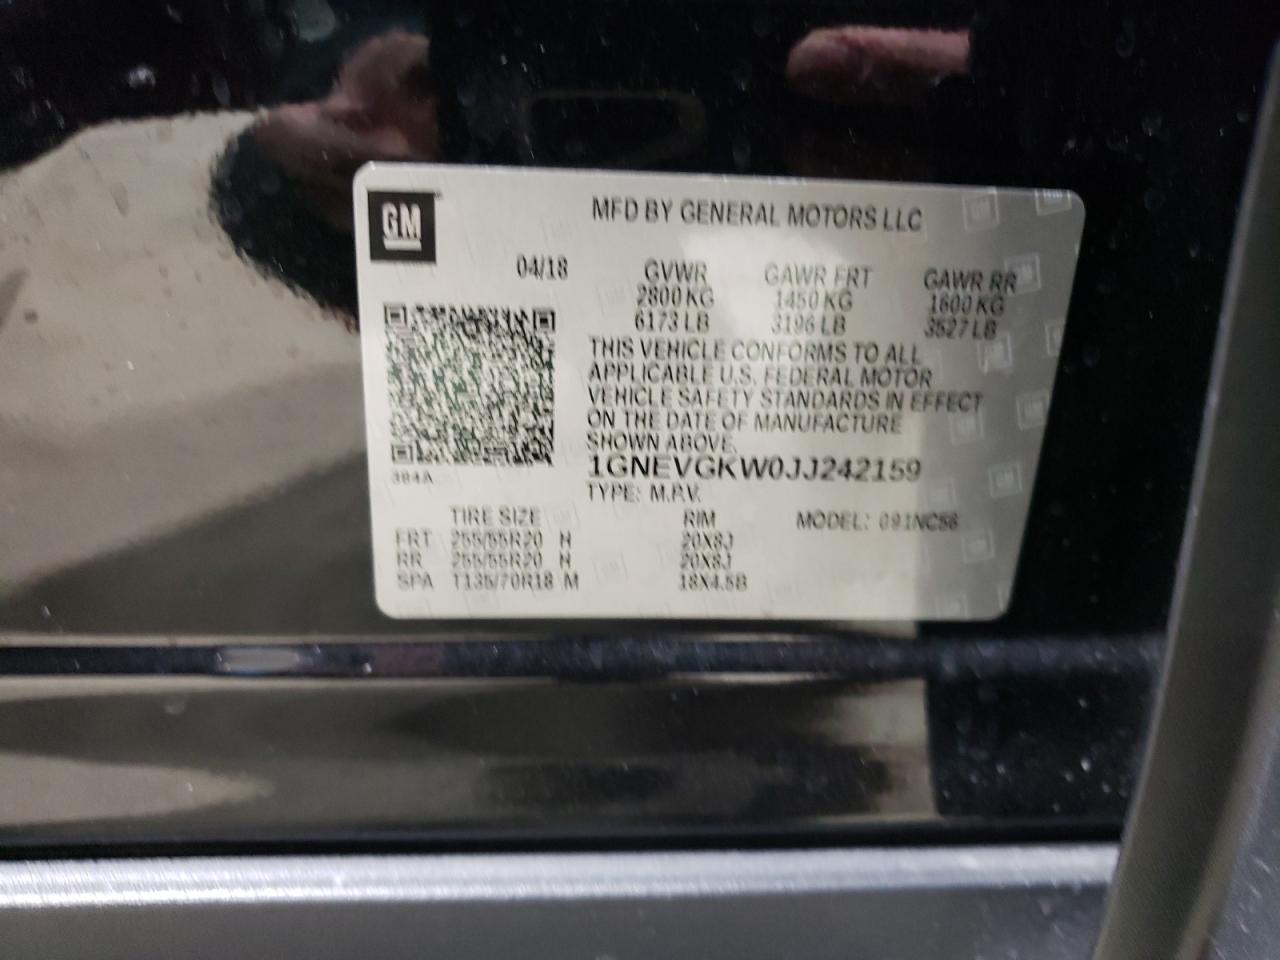 GM
MFD BY GENERAL MOTORS LLC
04/18
GVWR GAWR FRT GAWR RR
2800 KG 1450 KG 1600 KG
6173 LB 3196 LB 3527 LB
THIS VEHICLE CONFORMS TO ALL
APPLICABLE U.S. FEDERAL MOTOR
VEHICLE SAFETY STANDARDS IN EFFECT
ON THE DATE OF MANUFACTURE
SHOWN ABOVE.
384A
1GNEVGKW0JJ242159
TYPE: M.P.V.
TIRE SIZE RIM MODEL: 091NC56
FRT 255/55R20 H 20X8J
RR 255/55R20 H 20X8J
SPA T135/70R18 M 18X4.5B